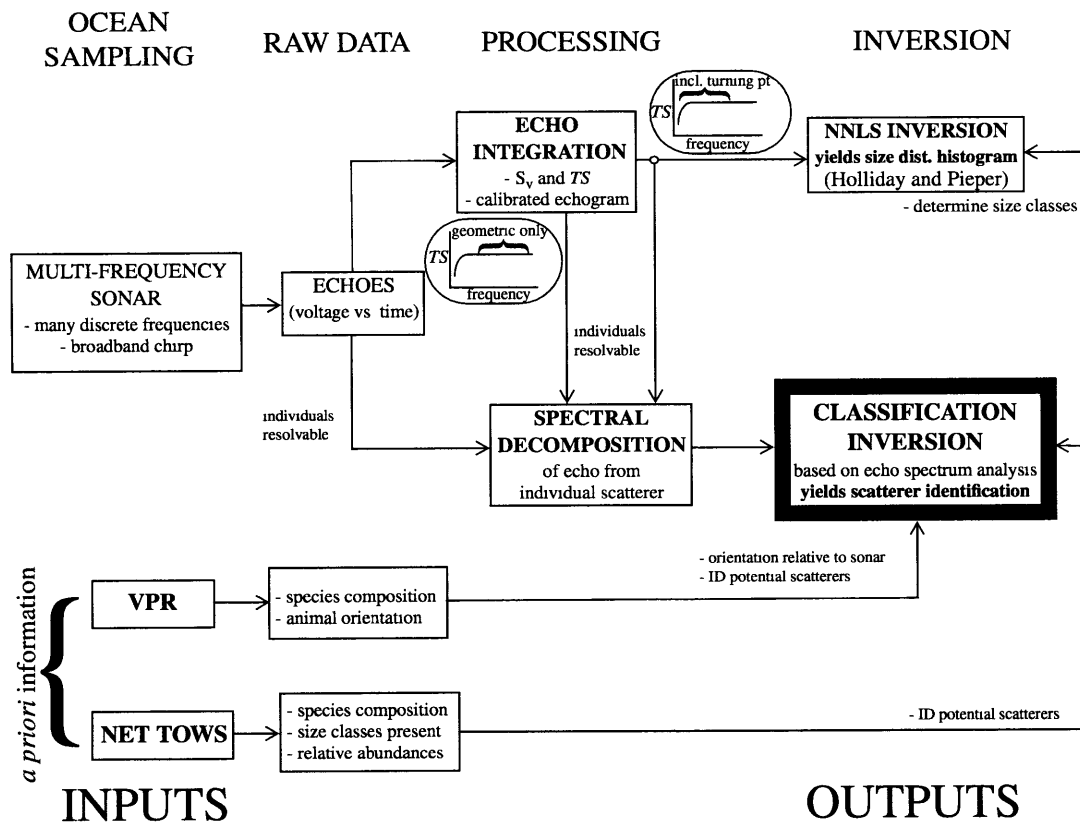 OCEAN
SAMPLING
RAW DATA
PROCESSING
INVERSION
incl. turning pt
TS
frequency
ECHO
INTEGRATION
- Sv and TS
- calibrated echogram
NNLS INVERSION
yields size dist. histogram
(Holliday and Pieper)
- determine size classes
geometric only
TS
frequency
MULTI-FREQUENCY
SONAR
- many discrete frequencies
- broadband chirp
ECHOES
(voltage vs time)
individuals
resolvable
individuals
resolvable
SPECTRAL
DECOMPOSITION
of echo from
individual scatterer
CLASSIFICATION
INVERSION
based on echo spectrum analysis
yields scatterer identification
- orientation relative to sonar
- ID potential scatterers
a priori information
VPR
- species composition
- animal orientation
NET TOWS
- species composition
- size classes present
- relative abundances
- ID potential scatterers
INPUTS
OUTPUTS